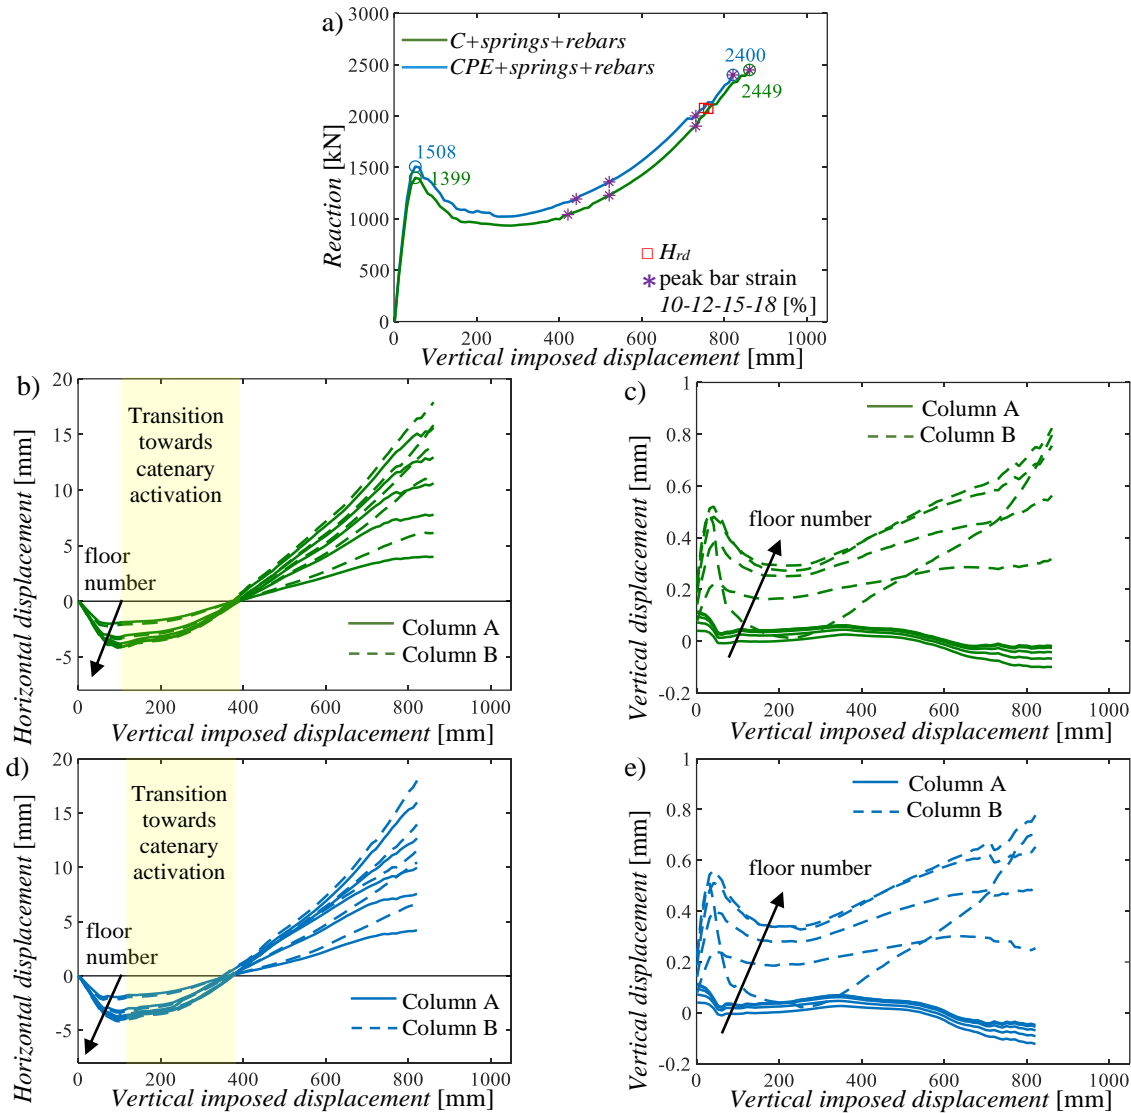 a)
3000
2500
2000
1500
1000
500
0
Reaction [kN]
C+springs+rebars
CPE+springs+rebars
2400
2449
1508
1399
H_rd
peak bar strain
10-12-15-18 [%]
0
200
400
600
800
1000
Vertical imposed displacement [mm]
b)
20
15
10
5
0
-5
Horizontal displacement [mm]
Transition
towards
catenary
activation
floor
number
Column A
Column B
0
200
400
600
800
1000
Vertical imposed displacement [mm]
c)
1
0.8
0.6
0.4
0.2
0
-0.2
Vertical displacement [mm]
Column A
Column B
floor number
0
200
400
600
800
1000
Vertical imposed displacement [mm]
d)
20
15
10
5
0
-5
Horizontal displacement [mm]
Transition
towards
catenary
activation
floor
number
Column A
Column B
0
200
400
600
800
1000
Vertical imposed displacement [mm]
e)
1
0.8
0.6
0.4
0.2
0
-0.2
Vertical displacement [mm]
Column A
Column B
floor number
0
200
400
600
800
1000
Vertical imposed displacement [mm]